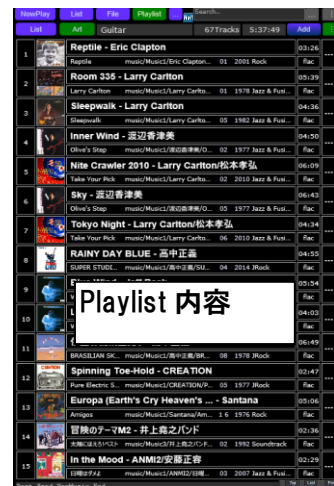 NowPlay List File Playlist ... Search...
List Art Guitar 67Tracks 5:37:49 Add
1 Reptile - Eric Clapton 03:26
Reptile music/Music1/Eric Clapton... 01 2001 Rock flac
2 Room 335 - Larry Carlton 05:39
Larry Carlton music/Music1/Larry Carlto... 01 1978 Jazz & Fusi... flac
3 Sleepwalk - Larry Carlton 04:36
Sleepwalk music/Music1/Larry Carlto... 05 1982 Jazz & Fusi... flac
4 Inner Wind - 渡辺香津美 04:50
Olive's Step music/Music1/渡辺香津美/O... 02 1977 Jazz & Fusi... flac
5 Nite Crawler 2010 - Larry Carlton/松本孝弘 06:09
Take Your Pick music/Music1/Larry Carlto... 02 2010 Jazz & Fusi... flac
6 Sky - 渡辺香津美 06:43
Olive's Step music/Music1/渡辺香津美/O... 03 1977 Jazz & Fusi... flac
7 Tokyo Night - Larry Carlton/松本孝弘 04:34
Take Your Pick music/Music1/Larry Carlto... 06 2010 Jazz & Fusi... flac
8 RAINY DAY BLUE - 高中正義 04:55
SUPER STUDI... music/Music1/高中正義/SU... 04 2014 JRock flac
9 05:54
flac
Playlist 内容
10 04:03
flac
11 06:49
BRASILIAN SK... music/Music1/高中正義/BR... 08 1978 JRock flac
12 Spinning Toe-Hold - CREATION 02:47
Pure Electric S... music/Music1/CREATION/P... 05 1977 JRock flac
13 Europa (Earth's Cry Heaven's ... - Santana 05:06
Amigos music/Music1/Santana/Am... 1 6 1976 Rock flac
14 冒険のテーマM2 - 井上堯之バンド 02:36
太陽にほえろ!ベスト music/Music3/井上堯之バンド... 02 1992 Soundtrack flac
15 In the Mood - ANMI2/安藤正容 02:29
日曜はダメよ music/Music1/ANMI2/日曜... 03 2007 Jazz & Fusi... flac